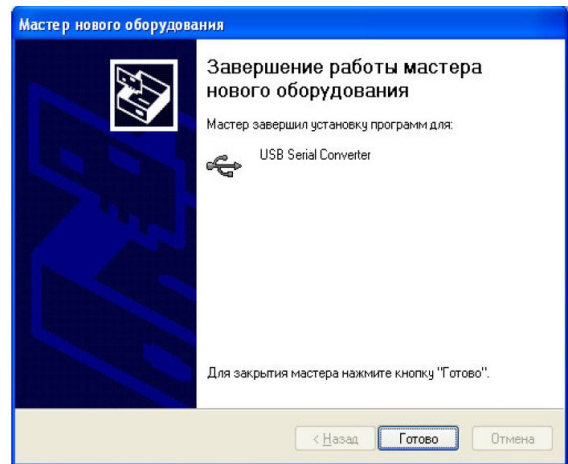 Мастер нового оборудования
Завершение работы мастера
нового оборудования
Мастер завершил установку программ для:
USB Serial Converter
Для закрытия мастера нажмите кнопку "Готово".
< Назад
Готово
Отмена